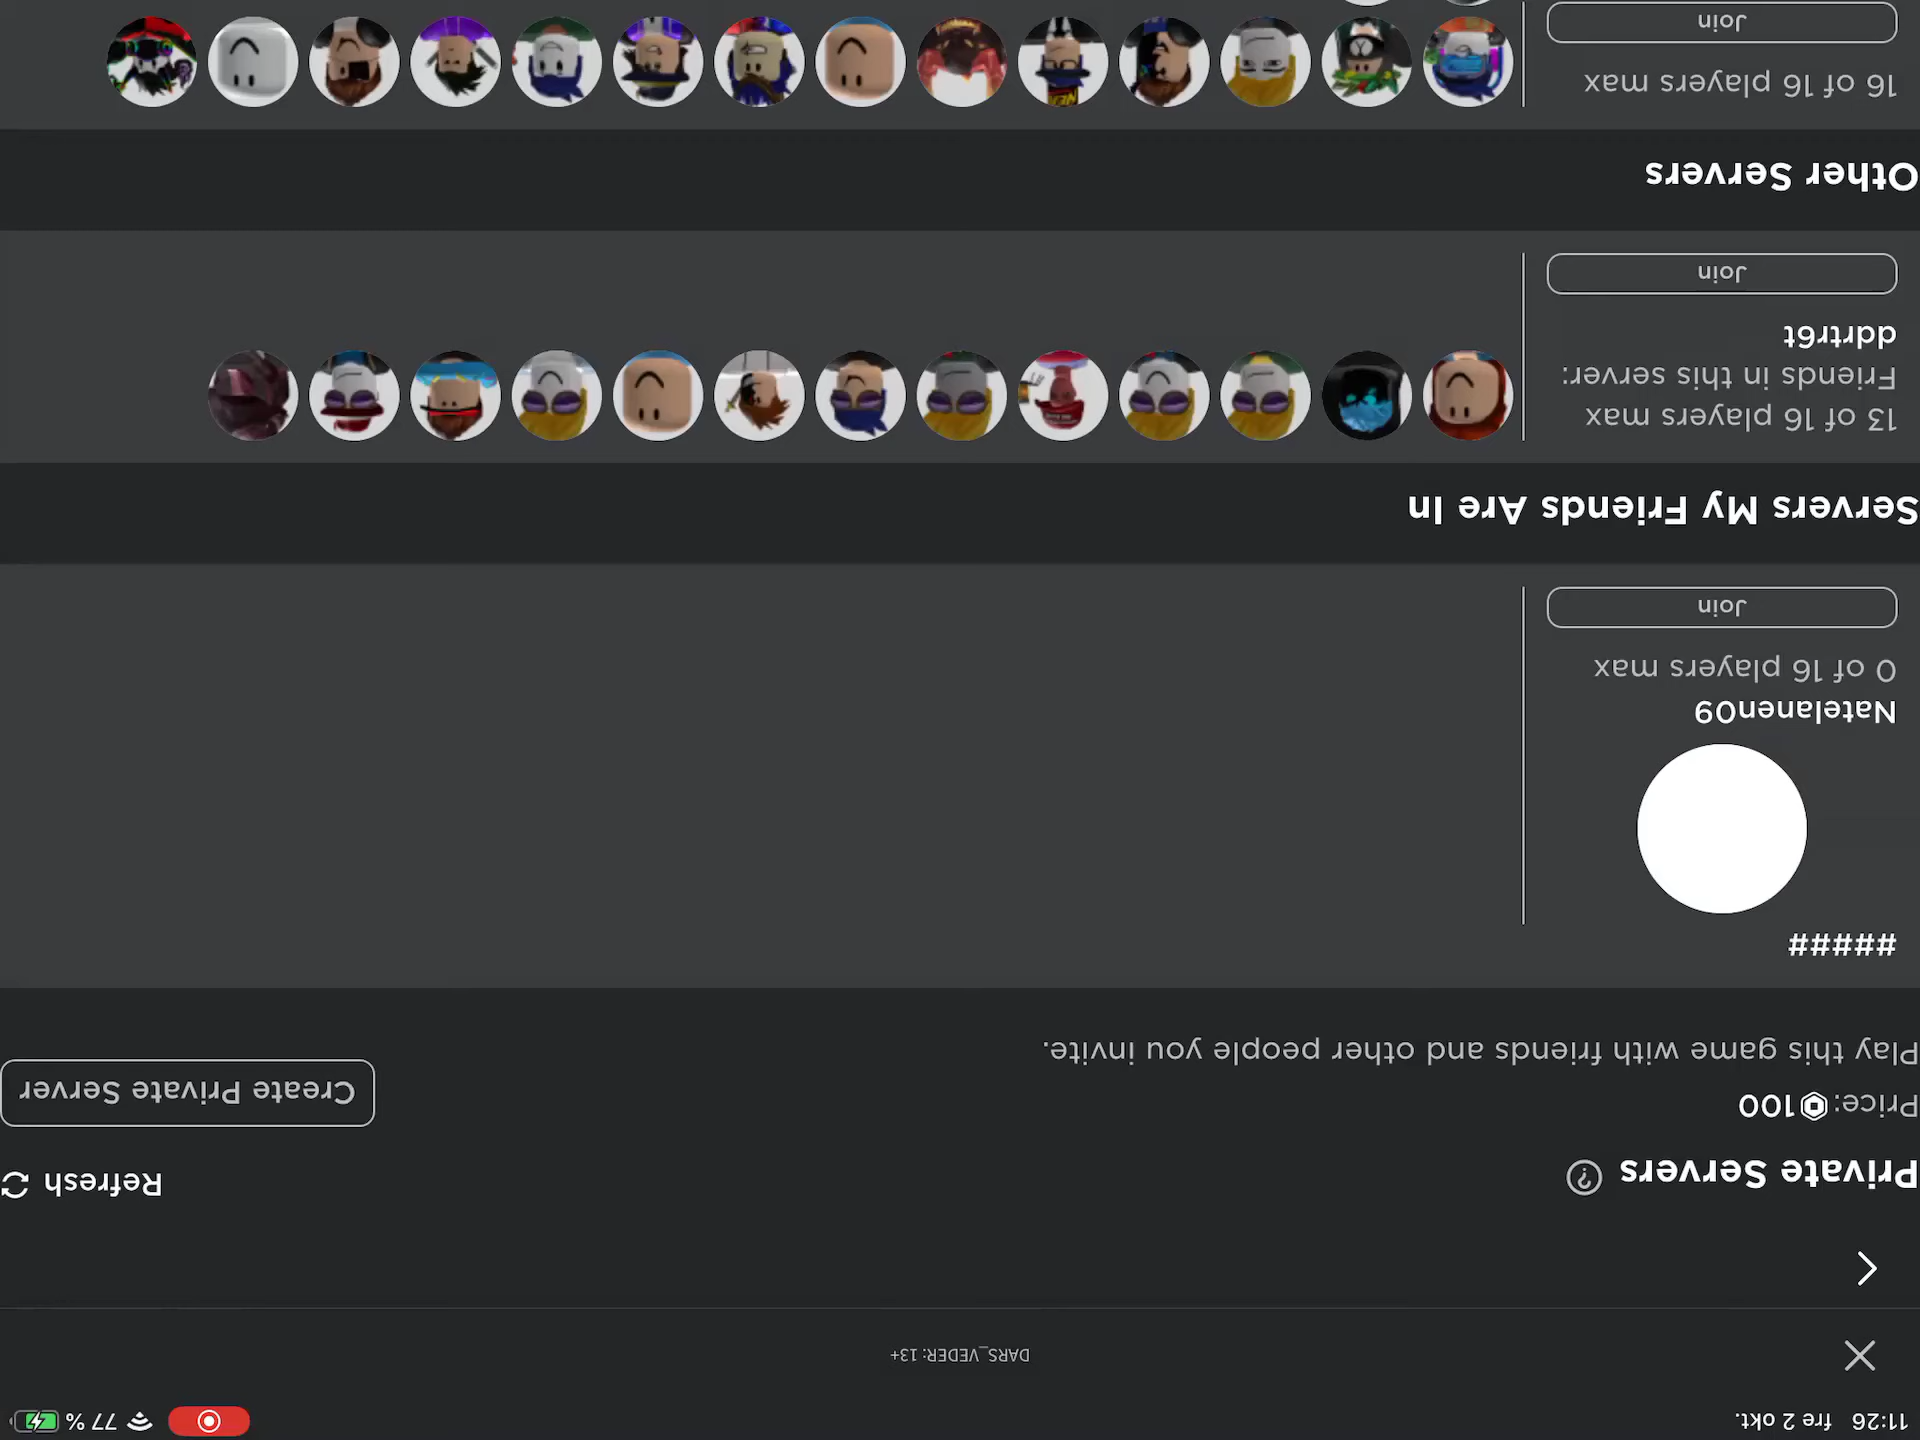 11:26 fre 2 okt.
77 %
DARS_VEDER: 13+
Private Servers
Refresh
Price: 100
Play this game with friends and other people you invite.
Create Private Server
#####
Natelanen09
0 of 16 players max
Join
Servers My Friends Are In
13 of 16 players max
Friends in this server:
ddrtr6t
Join
Other Servers
16 of 16 players max
Join